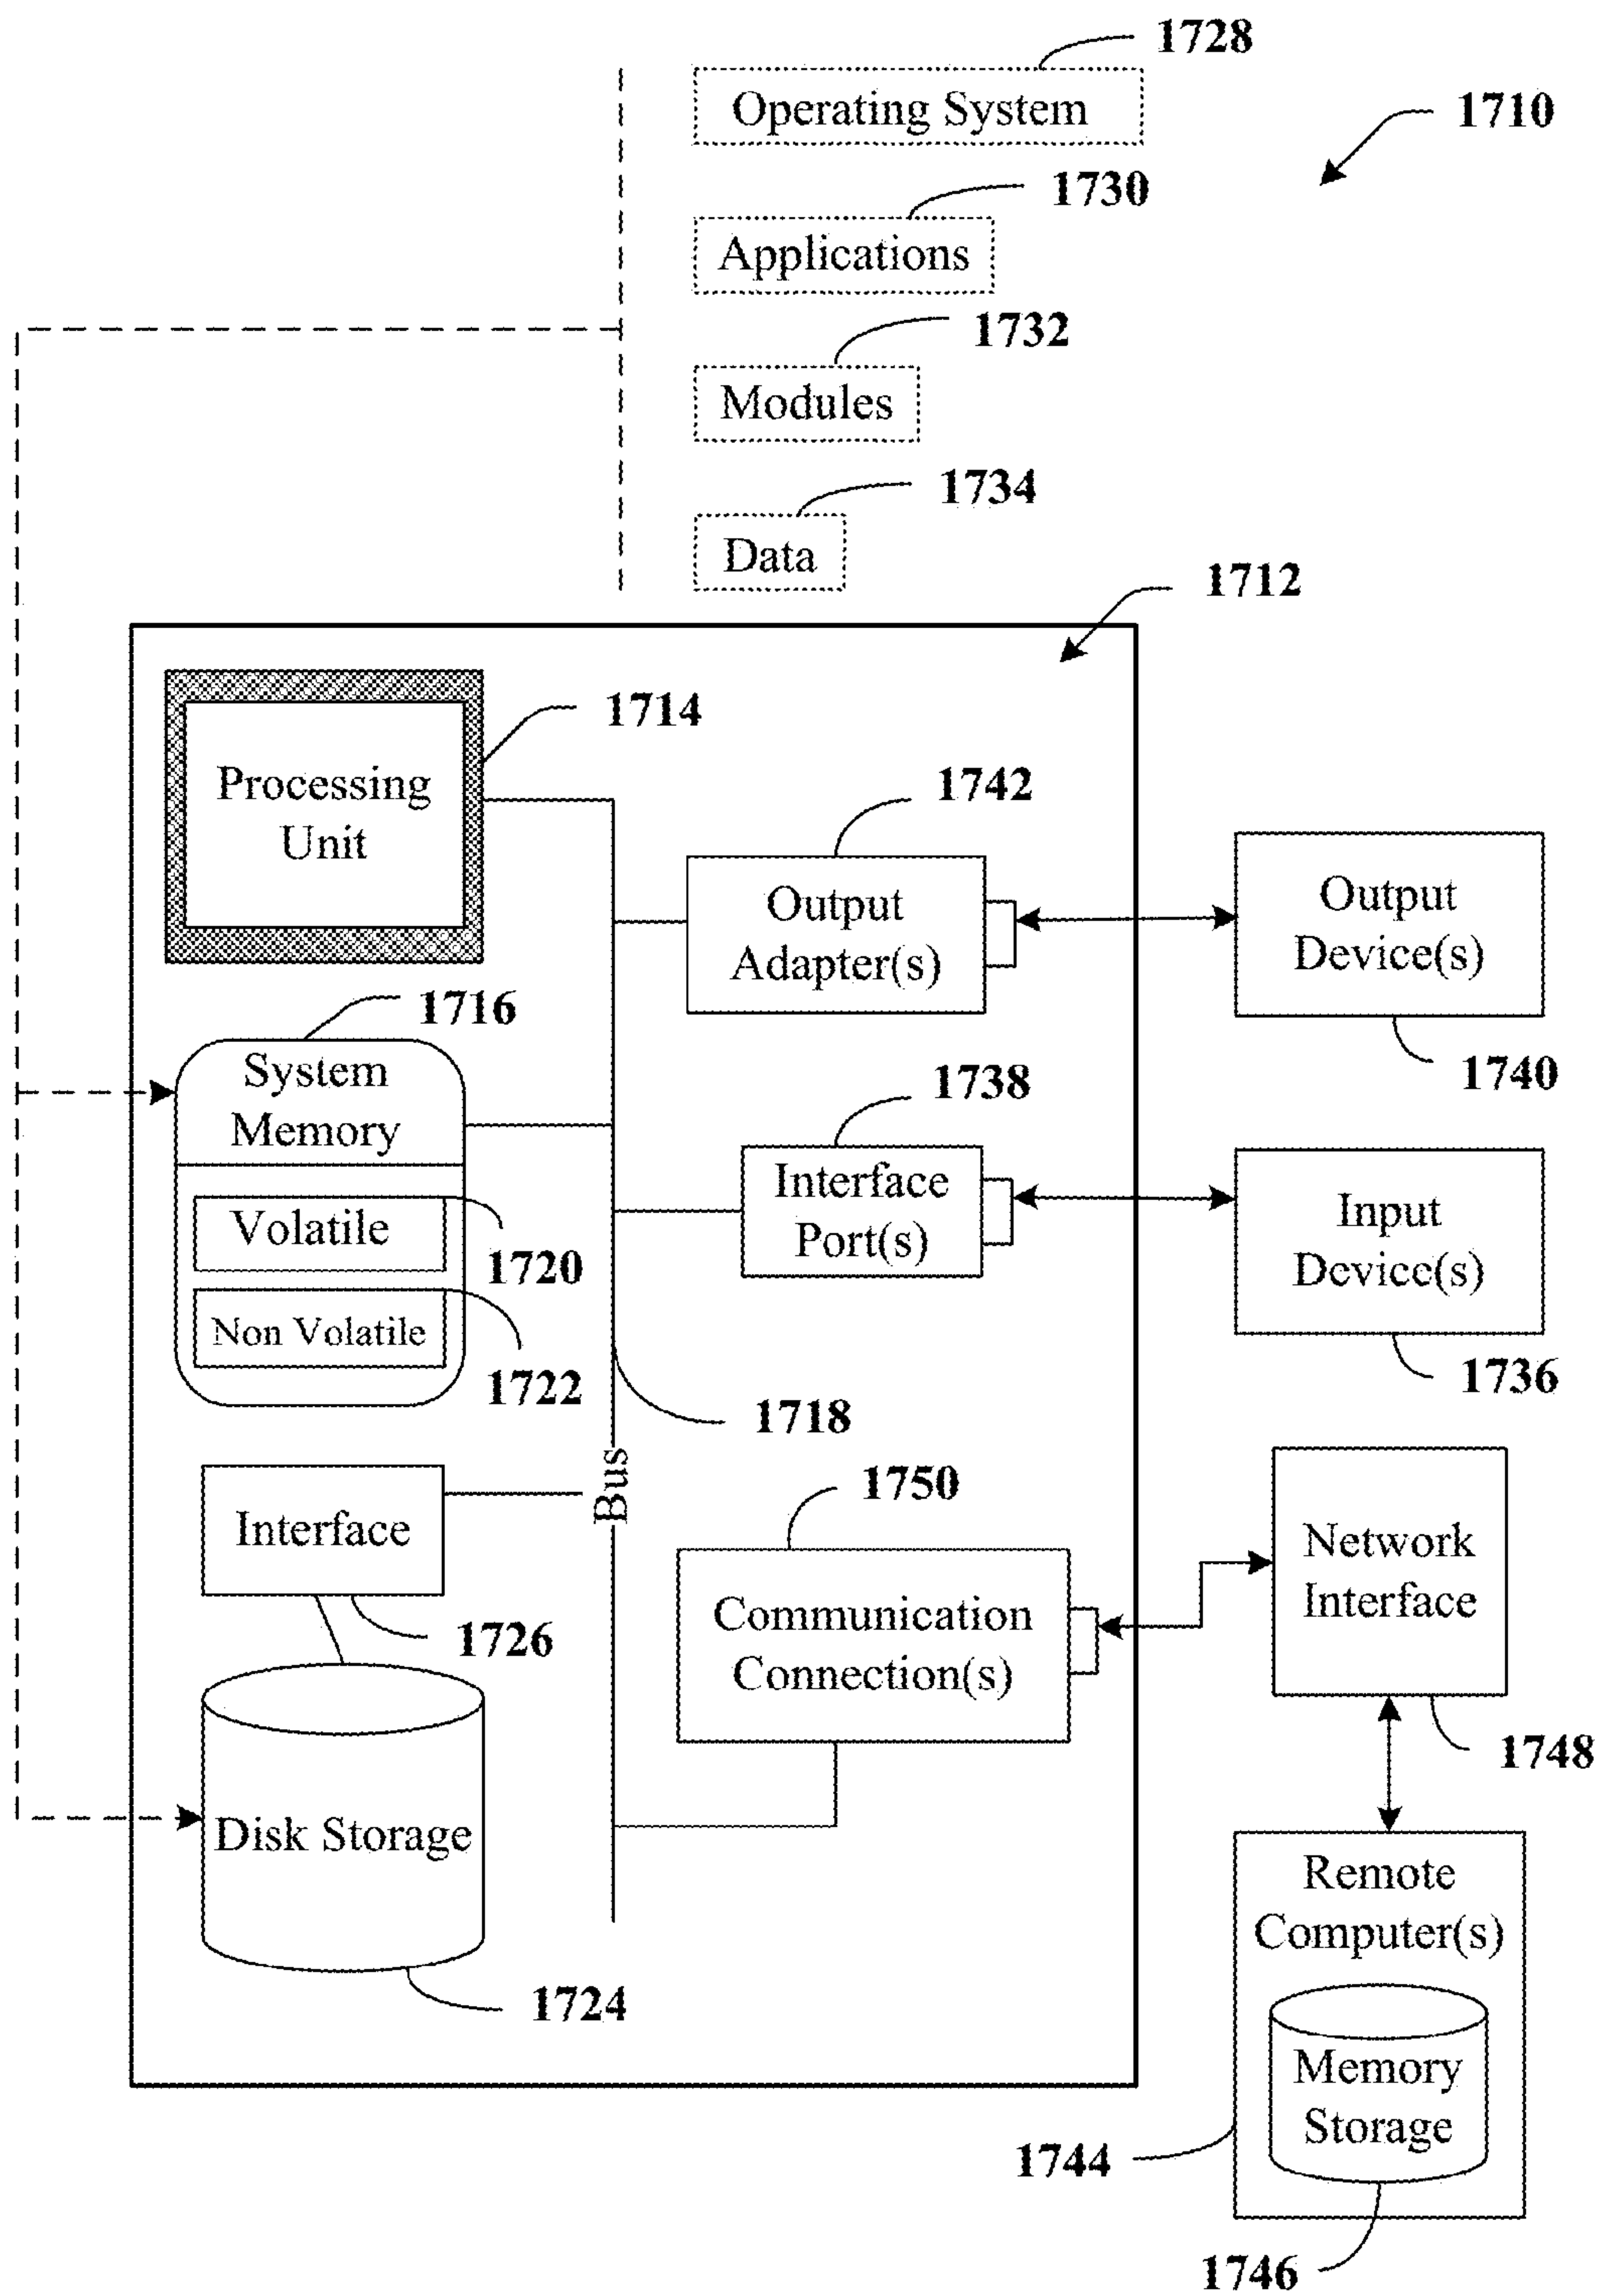 1728
Operating System
1710
1730
Applications
1732
Modules
1734
Data
1712
1714
Processing
Unit
1742
Output
Adapter(s)
Output
Device(s)
1740
1716
System
Memory
1738
Interface
Port(s)
Input
Device(s)
1736
Volatile
1720
Non Volatile
1722
1718
Bus
Interface
1726
1750
Communication
Connection(s)
Network
Interface
1748
Disk Storage
1724
Remote
Computer(s)
Memory
Storage
1744
1746